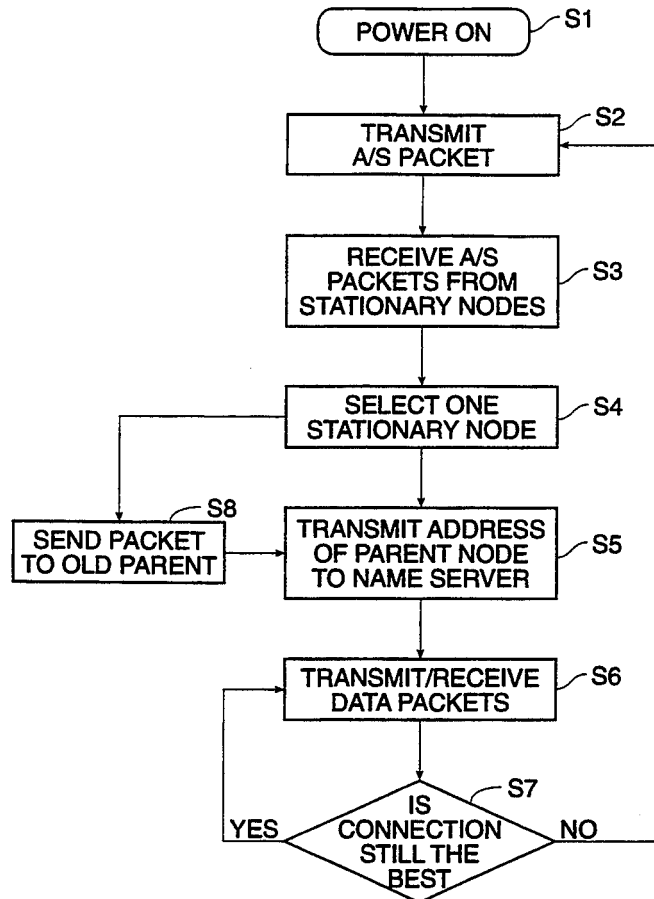 POWER ON
S1
TRANSMIT
A/S PACKET
S2
RECEIVE A/S
PACKETS FROM
STATIONARY NODES
S3
SELECT ONE
STATIONARY NODE
S4
SEND PACKET
TO OLD PARENT
S8
TRANSMIT ADDRESS
OF PARENT NODE
TO NAME SERVER
S5
TRANSMIT/RECEIVE
DATA PACKETS
S6
IS
CONNECTION
STILL THE
BEST
S7
YES
NO